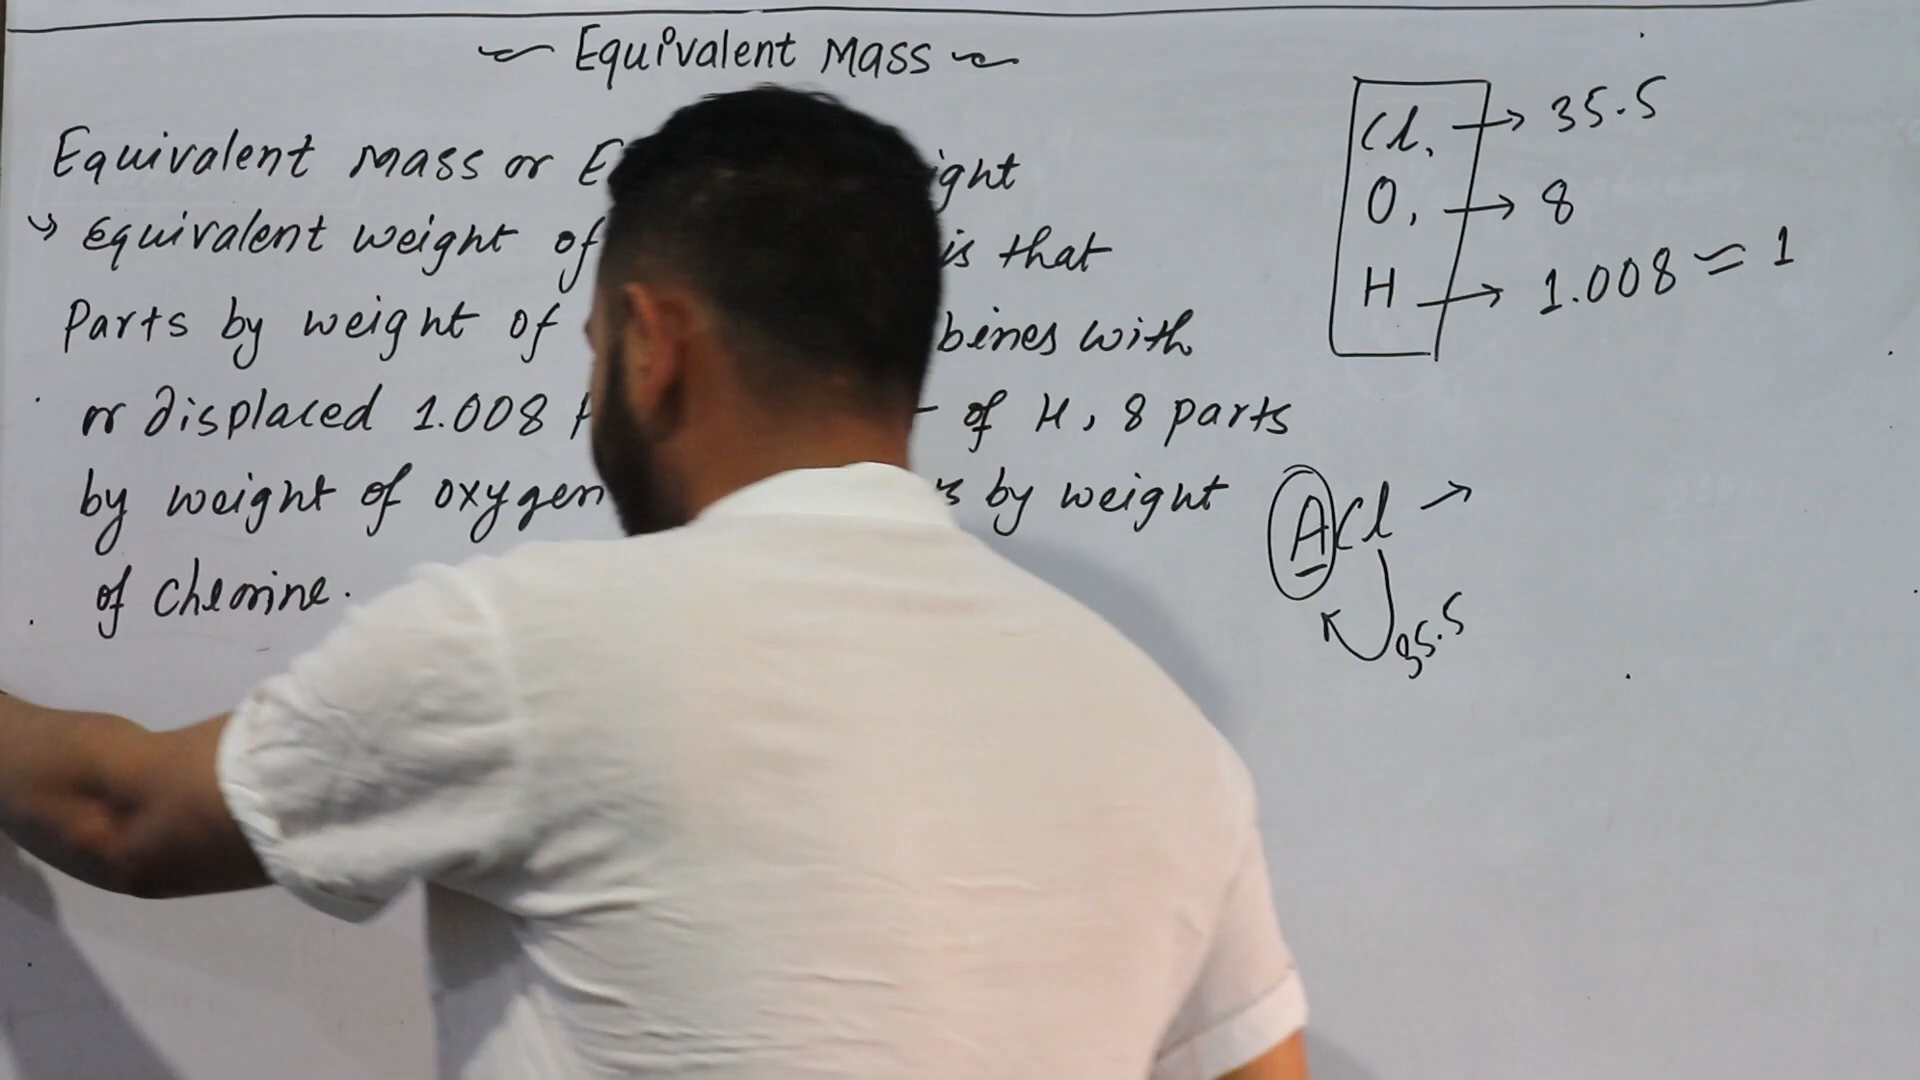 Equivalent Mass
Equivalent Mass or
Equivalent weight of is that
Parts by weight of with
or displaced 1.008 of H, 8 parts
by weight of oxygen by weight
of Chlorine.
Cl, → 35.5
O, → 8
H → 1.008 ≈ 1
ACl →
35.5